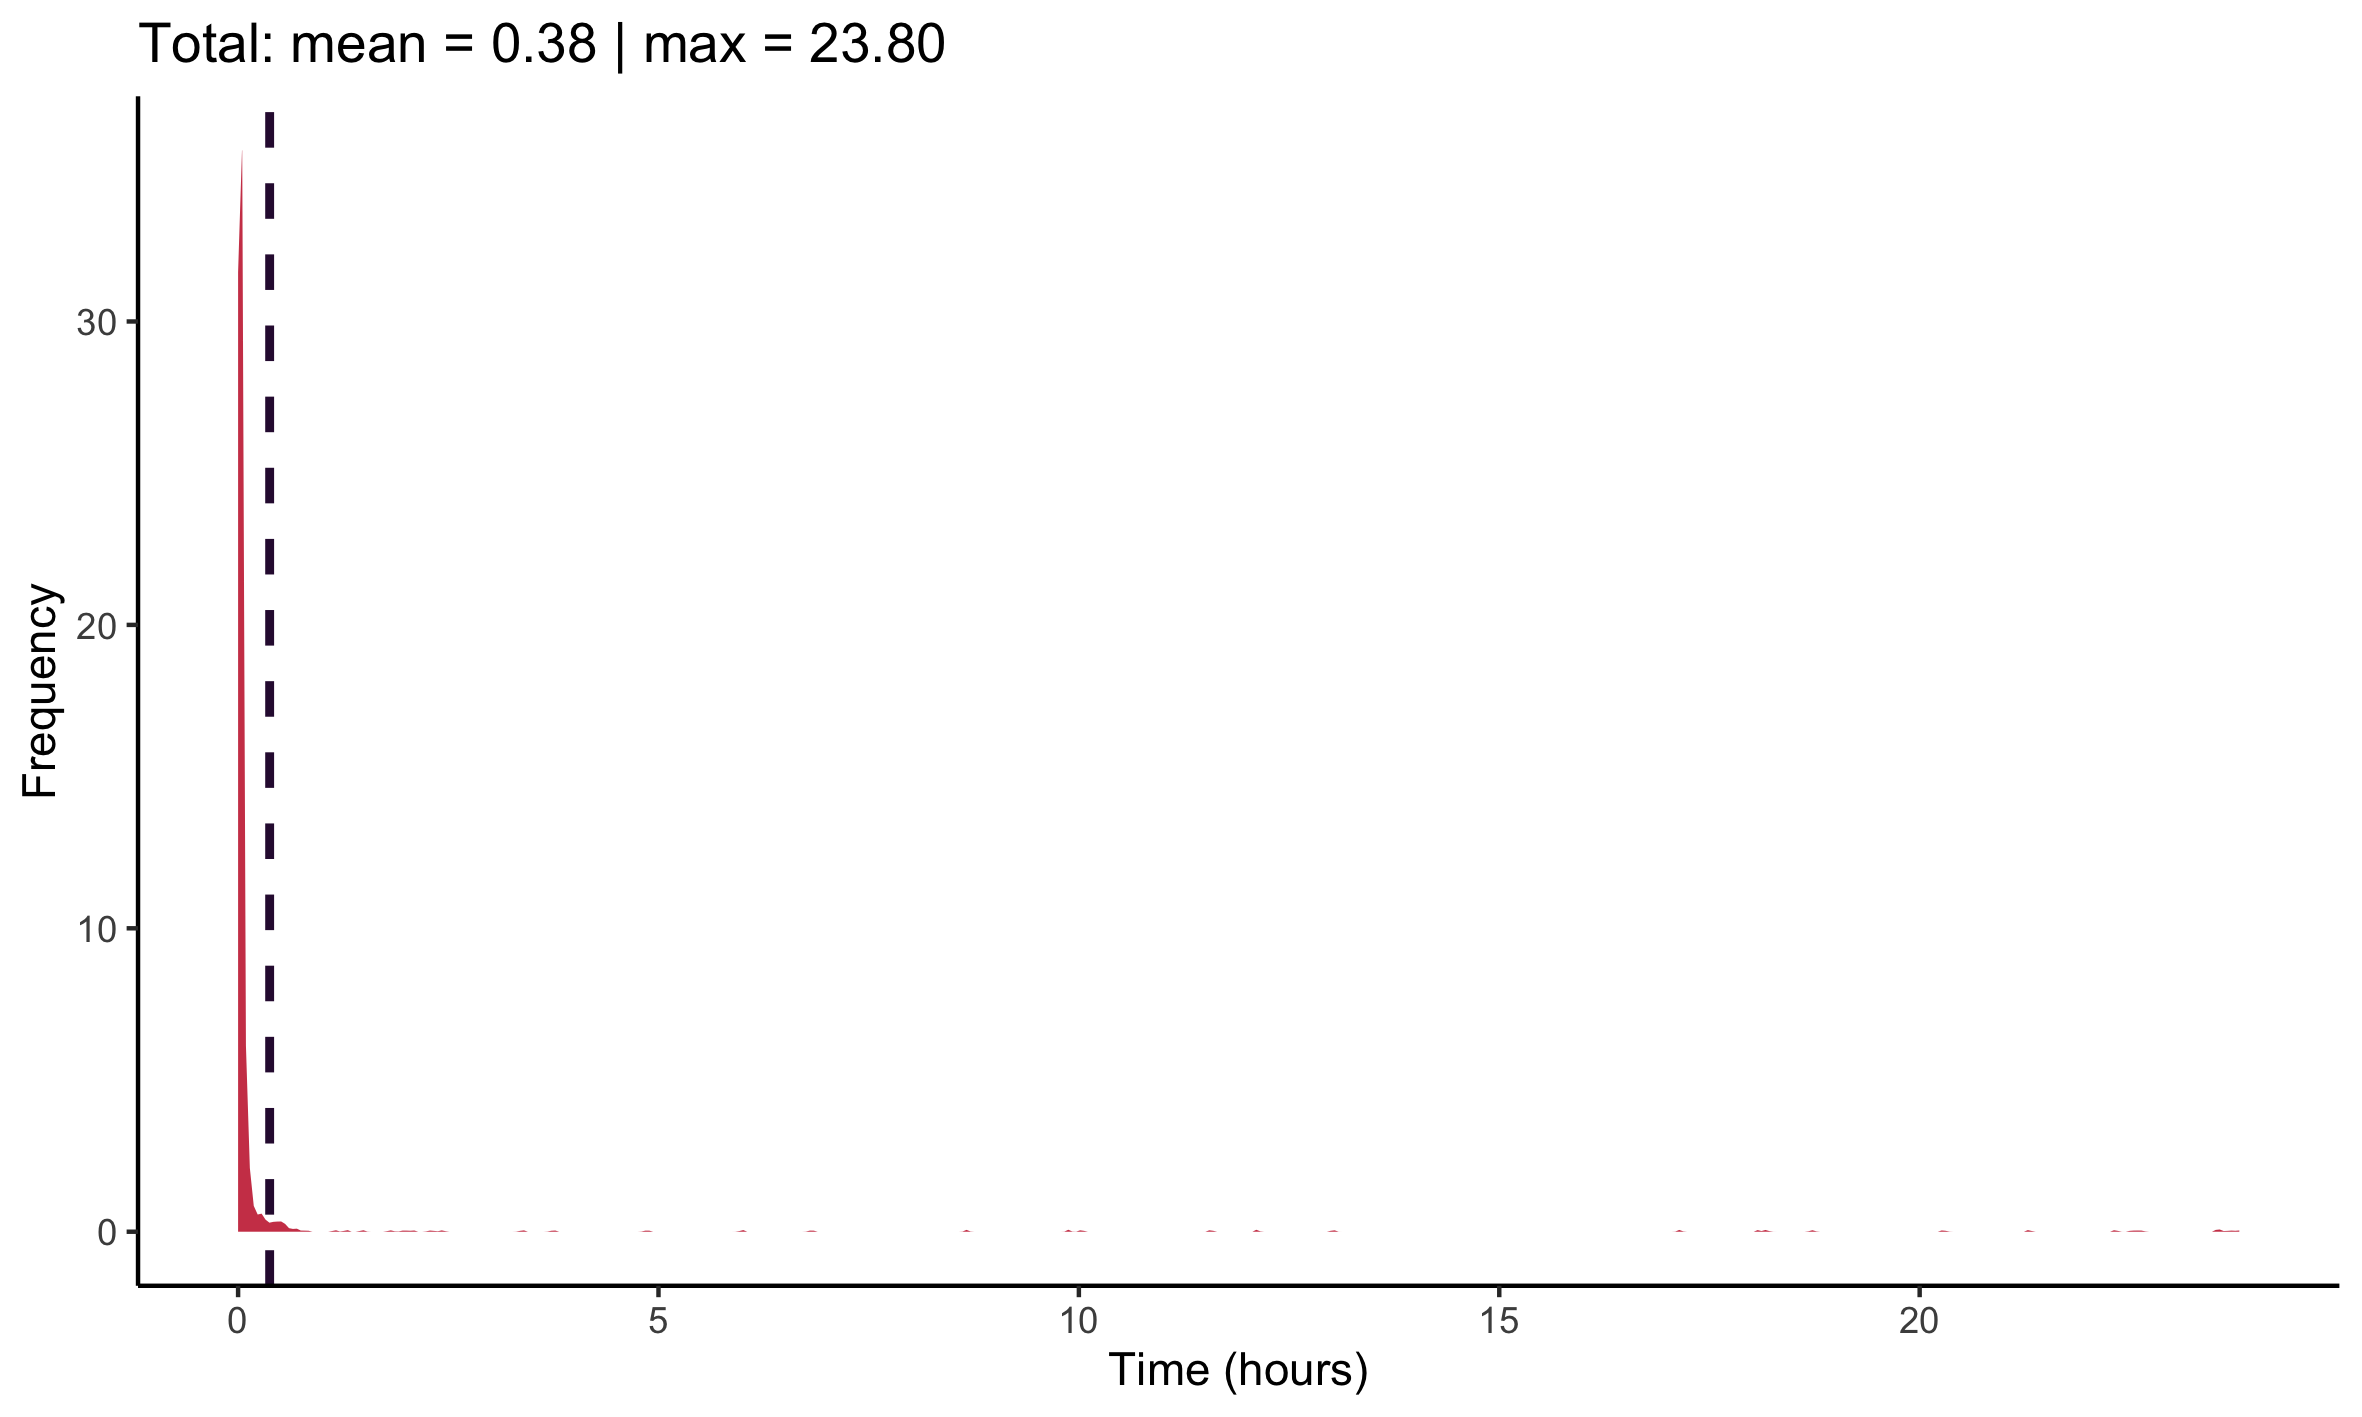 Total: mean = 0.38 | max = 23.80
Frequency
30
20
10
0
0 5 10 15 20
Time (hours)